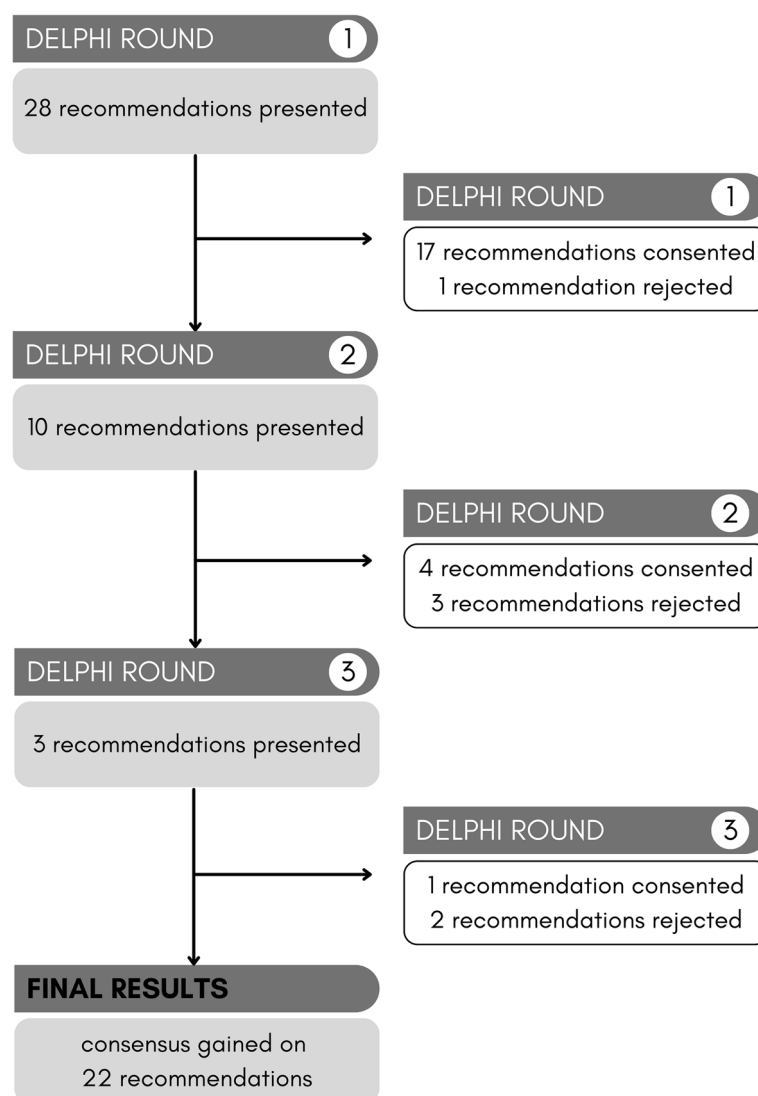 DELPHI ROUND 1
28 recommendations presented
DELPHI ROUND 1
17 recommendations consented
1 recommendation rejected
DELPHI ROUND 2
10 recommendations presented
DELPHI ROUND 2
4 recommendations consented
3 recommendations rejected
DELPHI ROUND 3
3 recommendations presented
DELPHI ROUND 3
1 recommendation consented
2 recommendations rejected
FINAL RESULTS
consensus gained on
22 recommendations